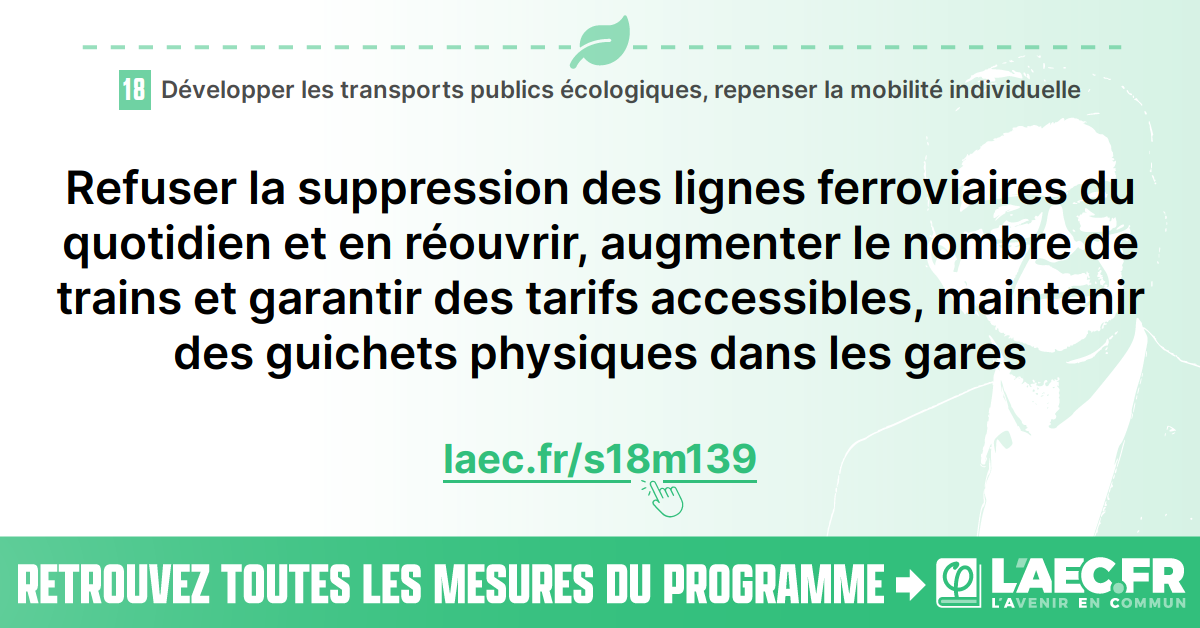 18 Développer les transports publics écologiques, repenser la mobilité individuelle
Refuser la suppression des lignes ferroviaires du
quotidien et en réouvrir, augmenter le nombre de
trains et garantir des tarifs accessibles, maintenir
des guichets physiques dans les gares
laec.fr/s18m139
RETROUVEZ TOUTES LES MESURES DU PROGRAMME
φ L'AEC.FR
L'AVENIR EN COMMUN